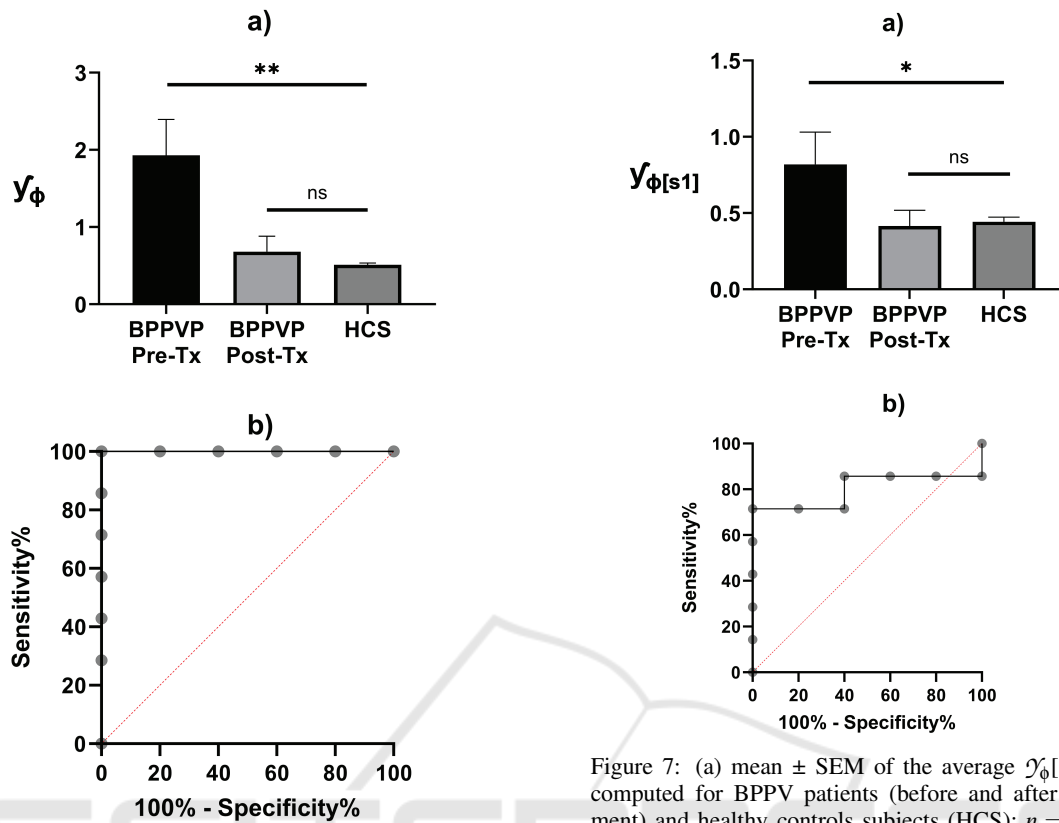 a)
3
2
1
0
𝒴ϕ
**
ns
BPPVP
Pre-Tx
BPPVP
Post-Tx
HCS
b)
100
80
60
40
20
0
Sensitivity%
0 20 40 60 80 100
100% - Specificity%
a)
1.5
1.0
0.5
0.0
𝒴ϕ[s1]
*
ns
BPPVP
Pre-Tx
BPPVP
Post-Tx
HCS
b)
100
80
60
40
20
0
Sensitivity%
0 20 40 60 80 100
100% - Specificity%
Figure 7: (a) mean ± SEM of the average 𝒴ϕ[
computed for BPPV patients (before and after
ment) and healthy controls subjects (HCS); n =